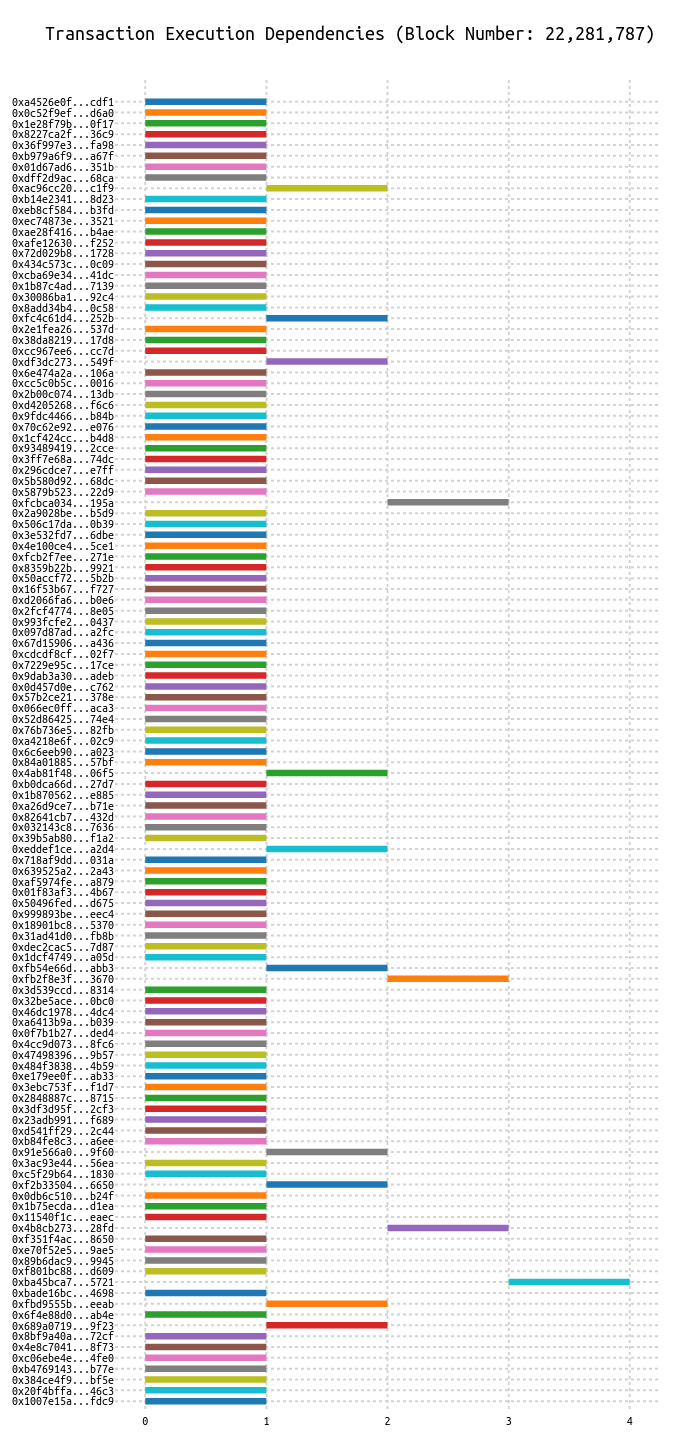 Transaction Execution Dependencies (Block Number: 22,281,787)
0xa4526e0f...cdf1
0x0c52f9ef...d6a0
0x1e28f79b...0f17
0x8227ca2f...36c9
0x36f997e3...fa98
0xb979a6f9...a67f
0x01d67ad6...351b
0xdff2d9ac...68ca
0xac96cc20...c1f9
0xb14e2341...8d23
0xeb8cf584...b3fd
0xec74873e...3521
0xae28f416...b4ae
0xafe12630...f252
0x72d029b8...1728
0x434c573c...0c09
0xcba69e34...41dc
0x1b87c4ad...7139
0x30086ba1...92c4
0x8add34b4...0c58
0xfc4c61d4...252b
0x2e1fea26...537d
0x38da8219...17d8
0xcc967ee6...cc7d
0xdf3dc273...549f
0x6e474a2a...106a
0xcc5c0b5c...0016
0x2b00c074...13db
0xd4205268...f6c6
0x9fdc4466...b84b
0x70c62e92...e076
0x1cf424cc...b4d8
0x93489419...2cce
0x3ff7e68a...74dc
0x296cdce7...e7ff
0x5b580d92...68dc
0x5879b523...22d9
0xfcbca034...195a
0x2a9028be...b5d9
0x506c17da...0b39
0x3e532fd7...6dbe
0x4e100ce4...5ce1
0xfcb2f7ee...271e
0x8359b22b...9921
0x50accf72...5b2b
0x16f53b67...f727
0xd2066fa6...b0e6
0x2fcf4774...8e05
0x993fcfe2...0437
0x097d87ad...a2fc
0x67d15906...a436
0xcdcdf8cf...02f7
0x7229e95c...17ce
0x9dab3a30...adeb
0x0d457d0e...c762
0x57b2ce21...378e
0x066ec0ff...aca3
0x52d86425...74e4
0x76b736e5...82fb
0xa4218e6f...02c9
0x6c6eeb90...a023
0x84a01885...57bf
0x4ab81f48...06f5
0xb0dca66d...27d7
0x1b870562...e885
0xa26d9ce7...b71e
0x82641cb7...432d
0x032143c8...7636
0x39b5ab80...f1a2
0xeddef1ce...a2d4
0x718af9dd...031a
0x639525a2...2a43
0xaf5974fe...a879
0x01f83af3...4b67
0x50496fed...d675
0x999893be...eec4
0x18901bc8...5370
0x31ad41d0...fb8b
0xdec2cac5...7d87
0x1dcf4749...a05d
0xfb54e66d...abb3
0xfb2f8e3f...3670
0x3d539ccd...8314
0x32be5ace...0bc0
0x46dc1978...4dc4
0xa6413b9a...b039
0x0f7b1b27...ded4
0x4cc9d073...8fc6
0x47498396...9b57
0x484f3838...4b59
0xe179ee0f...ab33
0x3ebc753f...f1d7
0x2848887c...8715
0x3df3d95f...2cf3
0x23adb991...f689
0xd541ff29...2c44
0xb84fe8c3...a6ee
0x91e566a0...9f60
0x3ac93e44...56ea
0xc5f29b64...1830
0xf2b33504...6650
0x0db6c510...b24f
0x1b75ecda...d1ea
0x11540f1c...eaec
0x4b8cb273...28fd
0xf351f4ac...8650
0xe70f52e5...9ae5
0x89b6dac9...9945
0xf801bc88...d609
0xba45bca7...5721
0xbade16bc...4698
0xfbd9555b...eeab
0x6f4e88d0...ab4e
0x689a0719...9f23
0x8bf9a40a...72cf
0x4e8c7041...8f73
0xc06ebe4e...4fe0
0xb4769143...b77e
0x384ce4f9...bf5e
0x20f4bffa...46c3
0x1007e15a...fdc9
0 1 2 3 4